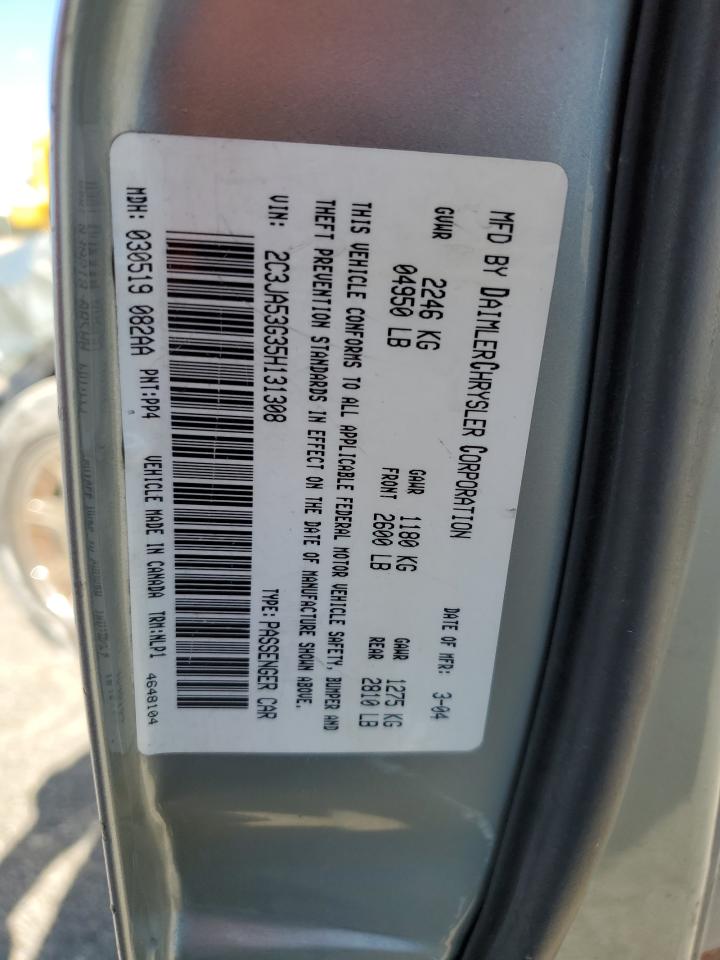 MFD BY DAIMLERCHRYSLER CORPORATION
DATE OF MFR: 3-04
GVWR 2246 KG
04950 LB
GAWR FRONT 1180 KG
2600 LB
GAWR REAR 1275 KG
2810 LB
THIS VEHICLE CONFORMS TO ALL APPLICABLE FEDERAL MOTOR VEHICLE SAFETY, BUMPER AND
THEFT PREVENTION STANDARDS IN EFFECT ON THE DATE OF MANUFACTURE SHOWN ABOVE.
VIN: 2C3JA53G35H131308 TYPE: PASSENGER CAR
MDH: 030519 082AA PNT:PP4 VEHICLE MADE IN CANADA TRM:NLP1
4648104